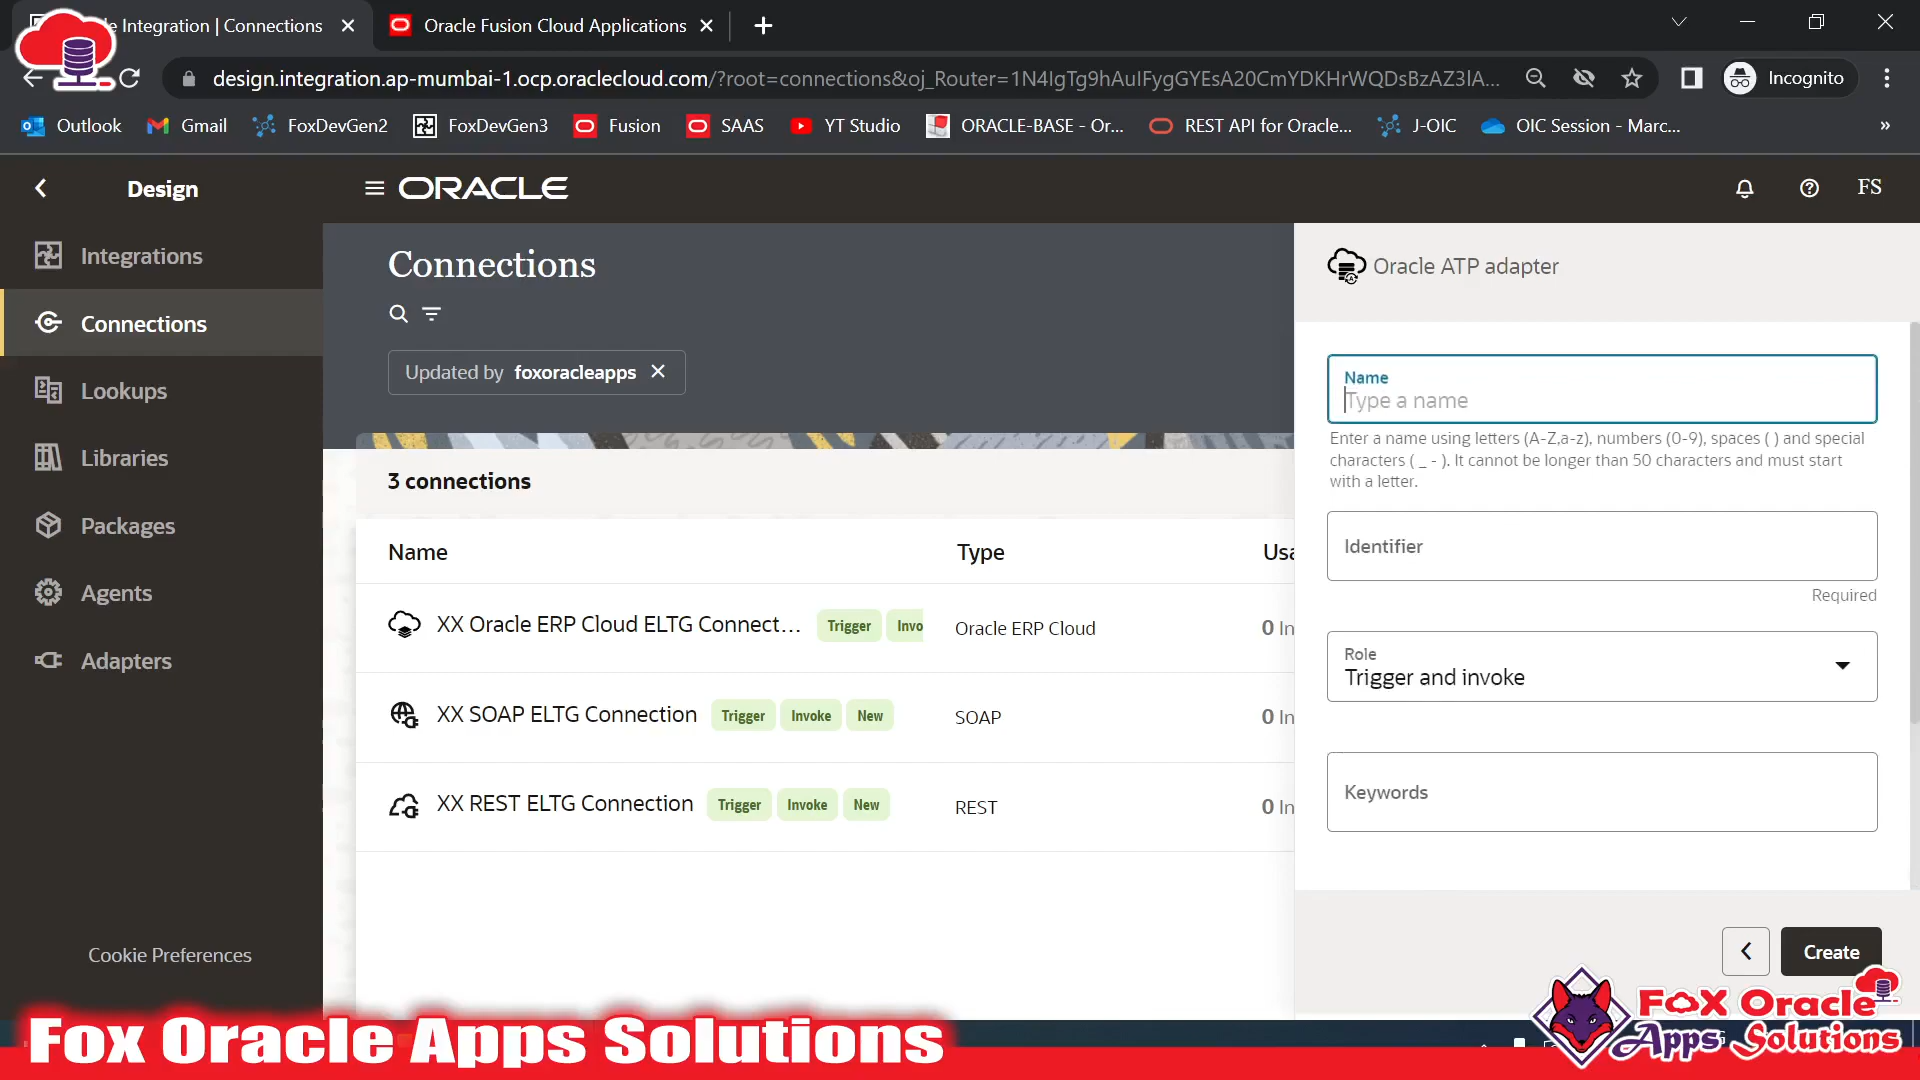 Integration | Connections
Oracle Fusion Cloud Applications
design.integration.ap-mumbai-1.ocp.oraclecloud.com/?root=connections&oj_Router=1N4IgTg9hAuIFygGYEsA20CmYDKHrWQDsBzAZ3lA...
Incognito
Outlook
Gmail
FoxDevGen2
FoxDevGen3
Fusion
SAAS
YT Studio
ORACLE-BASE - Or...
REST API for Oracle...
J-OIC
OIC Session - Marc...
»
Design
ORACLE
FS
Integrations
Connections
Lookups
Libraries
Packages
Agents
Adapters
Cookie Preferences
Connections
Updated by foxoracleapps
3 connections
Name Type Usa
XX Oracle ERP Cloud ELTG Connect... Trigger Invo Oracle ERP Cloud 0 In
XX SOAP ELTG Connection Trigger Invoke New SOAP 0 In
XX REST ELTG Connection Trigger Invoke New REST 0 In
Oracle ATP adapter
Name
Type a name
Enter a name using letters (A-Z,a-z), numbers (0-9), spaces ( ) and special
characters ( _ - ). It cannot be longer than 50 characters and must start
with a letter.
Identifier
Required
Role
Trigger and invoke
Keywords
Create
Fox Oracle Apps Solutions
FOX Oracle
Apps Solutions